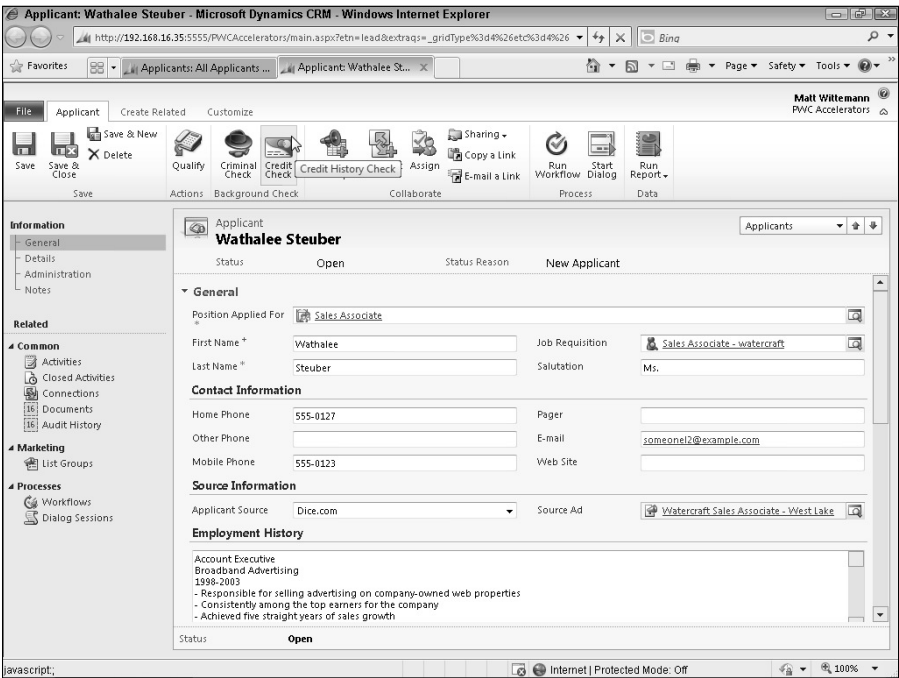 Applicant: Wathalee Steuber - Microsoft Dynamics CRM - Windows Internet Explorer
http://192.168.16.35:5555/PWCAccelerators/main.aspx?etn=lead&extraqs=_gridType%3d4%26etc%3d4%26
Bing
Favorites
Applicants: All Applicants ...
Applicant: Wathalee St...
Page
Safety
Tools
Matt Wittemann
PWC Accelerators
File
Applicant
Create Related
Customize
Save
Save & Close
Save & New
Delete
Save
Qualify
Actions
Criminal Check
Credit Check
Background Check
Credit History Check
Assign
Sharing
Copy a Link
E-mail a Link
Collaborate
Run Workflow
Start Dialog
Process
Run Report
Data
Information
General
Details
Administration
Notes
Related
Common
Activities
Closed Activities
Connections
16 Documents
16 Audit History
Marketing
List Groups
Processes
Workflows
Dialog Sessions
Applicant
Wathalee Steuber
Applicants
Status Open Status Reason New Applicant
General
Position Applied For * Sales Associate
First Name + Wathalee Job Requisition Sales Associate - watercraft
Last Name * Steuber Salutation Ms.
Contact Information
Home Phone 555-0127 Pager
Other Phone E-mail someonel2@example.com
Mobile Phone 555-0123 Web Site
Source Information
Applicant Source Dice.com Source Ad Watercraft Sales Associate - West Lake
Employment History
Account Executive
Broadband Advertising
1998-2003
- Responsible for selling advertising on company-owned web properties
- Consistently among the top earners for the company
- Achieved five straight years of sales growth
Status Open
javascript:;
Internet | Protected Mode: Off
100%